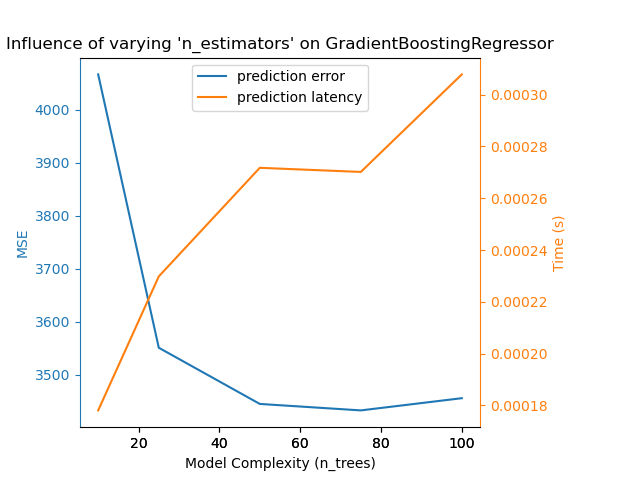 Influence of varying 'n_estimators' on GradientBoostingRegressor
prediction error
prediction latency
4000
3900
3800
3700
3600
3500
MSE
0.00030
0.00028
0.00026
0.00024
0.00022
0.00020
0.00018
Time (s)
20 40 60 80 100
Model Complexity (n_trees)